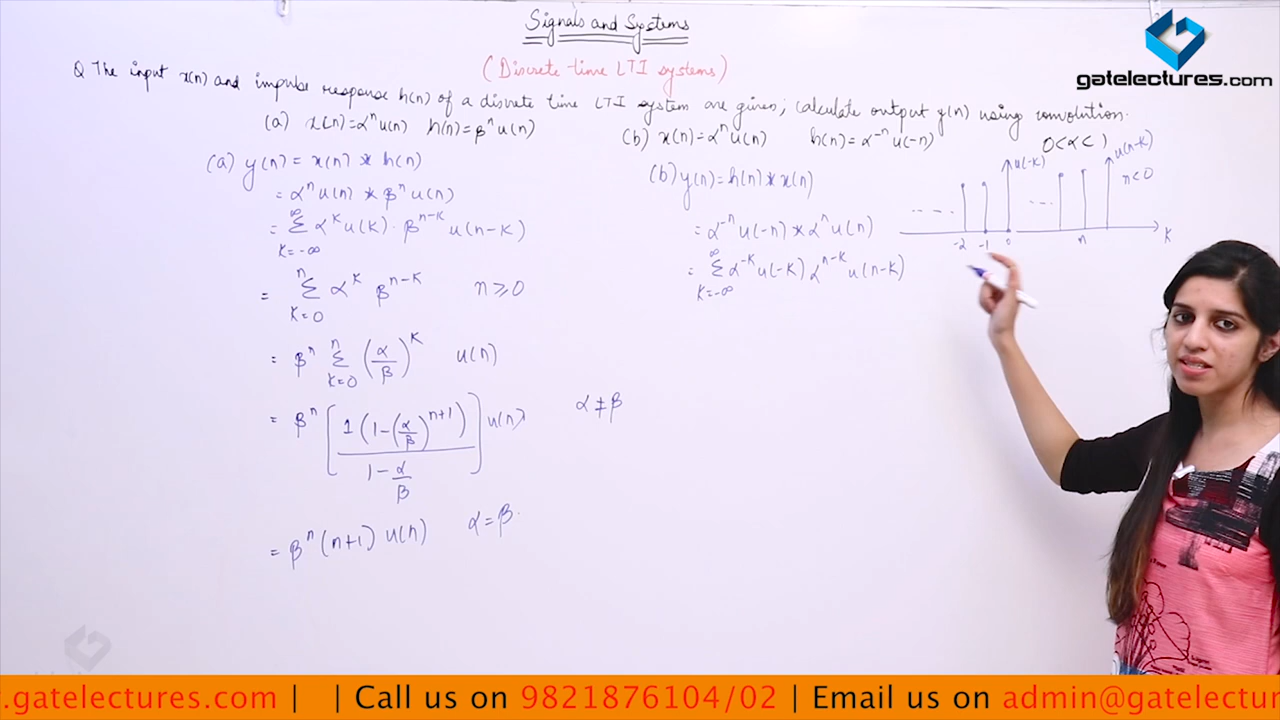 Signals and Systems
(Discrete-time LTI systems)
gatelectures.com
Q The input x(n) and impulse response h(n) of a discrete time LTI system are given; calculate output y(n) using convolution.
(a) x(n)=α^n u(n) h(n)=β^n u(n) (b) x(n)=α^n u(n) h(n)=α^-n u(-n) 0<α<1
(a) y(n) = x(n) * h(n)
= α^n u(n) * β^n u(n)
= Σ_{K=-∞}^{∞} α^K u(K) · β^{n-K} u(n-K)
= Σ_{K=0}^{n} α^K β^{n-K} n≥0
= β^n Σ_{K=0}^{n} (α/β)^K u(n)
= β^n [1(1-(α/β)^{n+1}) / (1-α/β)] u(n) α≠β
= β^n (n+1) u(n) α=β.
(b) y(n) = h(n) * x(n)
= α^-n u(-n) * α^n u(n)
= Σ_{K=-∞}^{∞} α^-K u(-K) α^{n-K} u(n-K)
u(-K) u(n-K)
n<0
-2 -1 0 n K
.gatelectures.com | | Call us on 9821876104/02 | Email us on admin@gatelectur